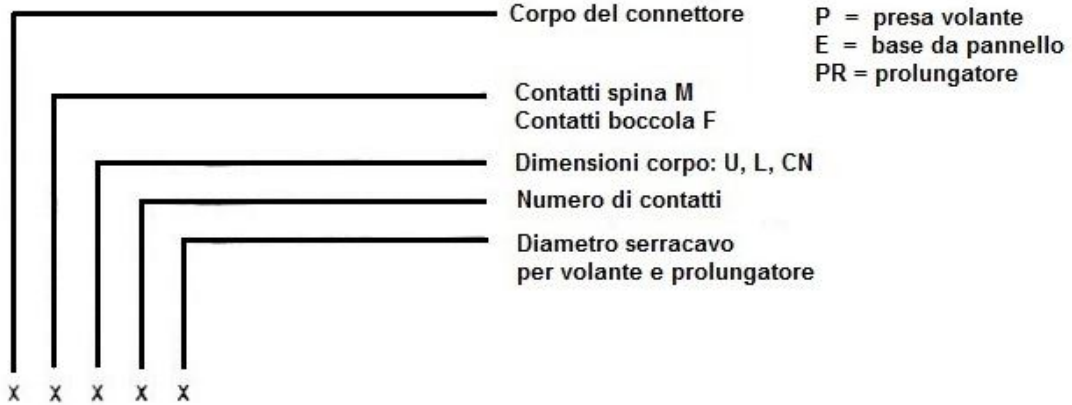 Corpo del connettore
P = presa volante
E = base da pannello
PR = prolungatore
Contatti spina M
Contatti boccola F
Dimensioni corpo: U, L, CN
Numero di contatti
Diametro serracavo
per volante e prolungatore
X X X X X